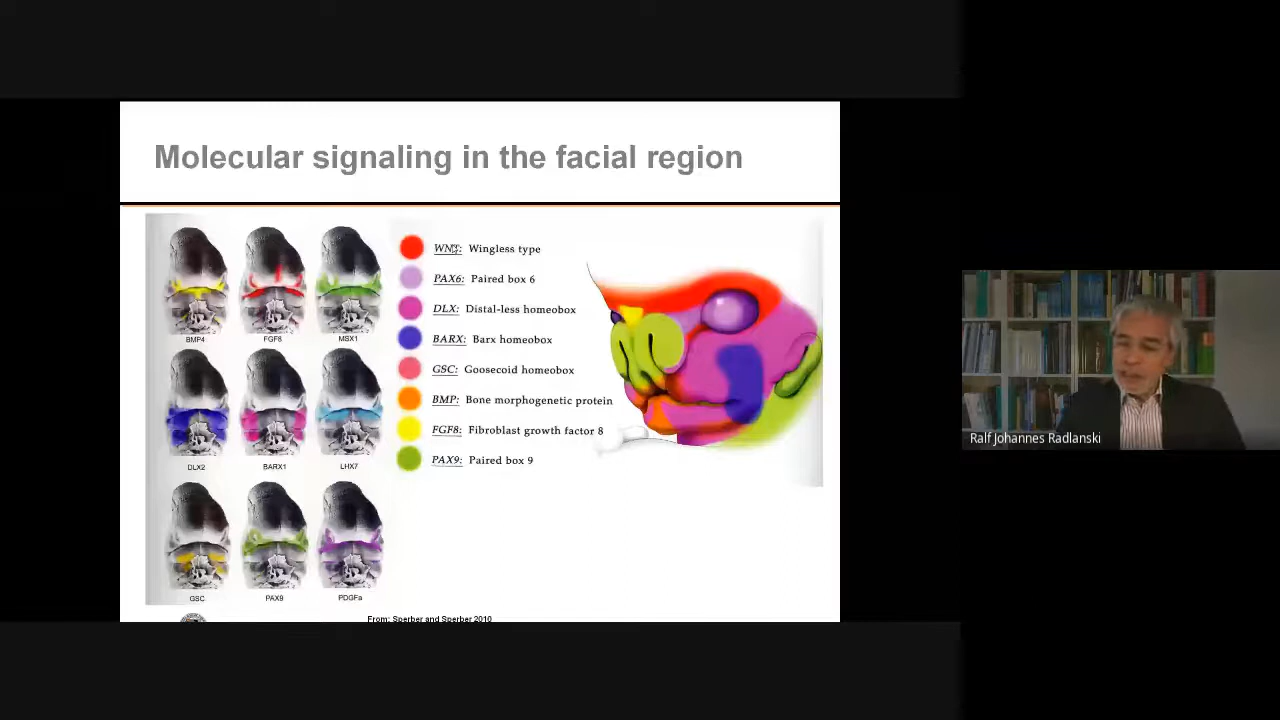 Molecular signaling in the facial region
BMP4 FGF8 MSX1
DLX2 BARX1 LHX7
GSC PAX9 PDGFa
WNT: Wingless type
PAX6: Paired box 6
DLX: Distal-less homeobox
BARX: Barx homeobox
GSC: Goosecoid homeobox
BMP: Bone morphogenetic protein
FGF8: Fibroblast growth factor 8
PAX9: Paired box 9
From: Sperber and Sperber 2010
Ralf Johannes Radlanski